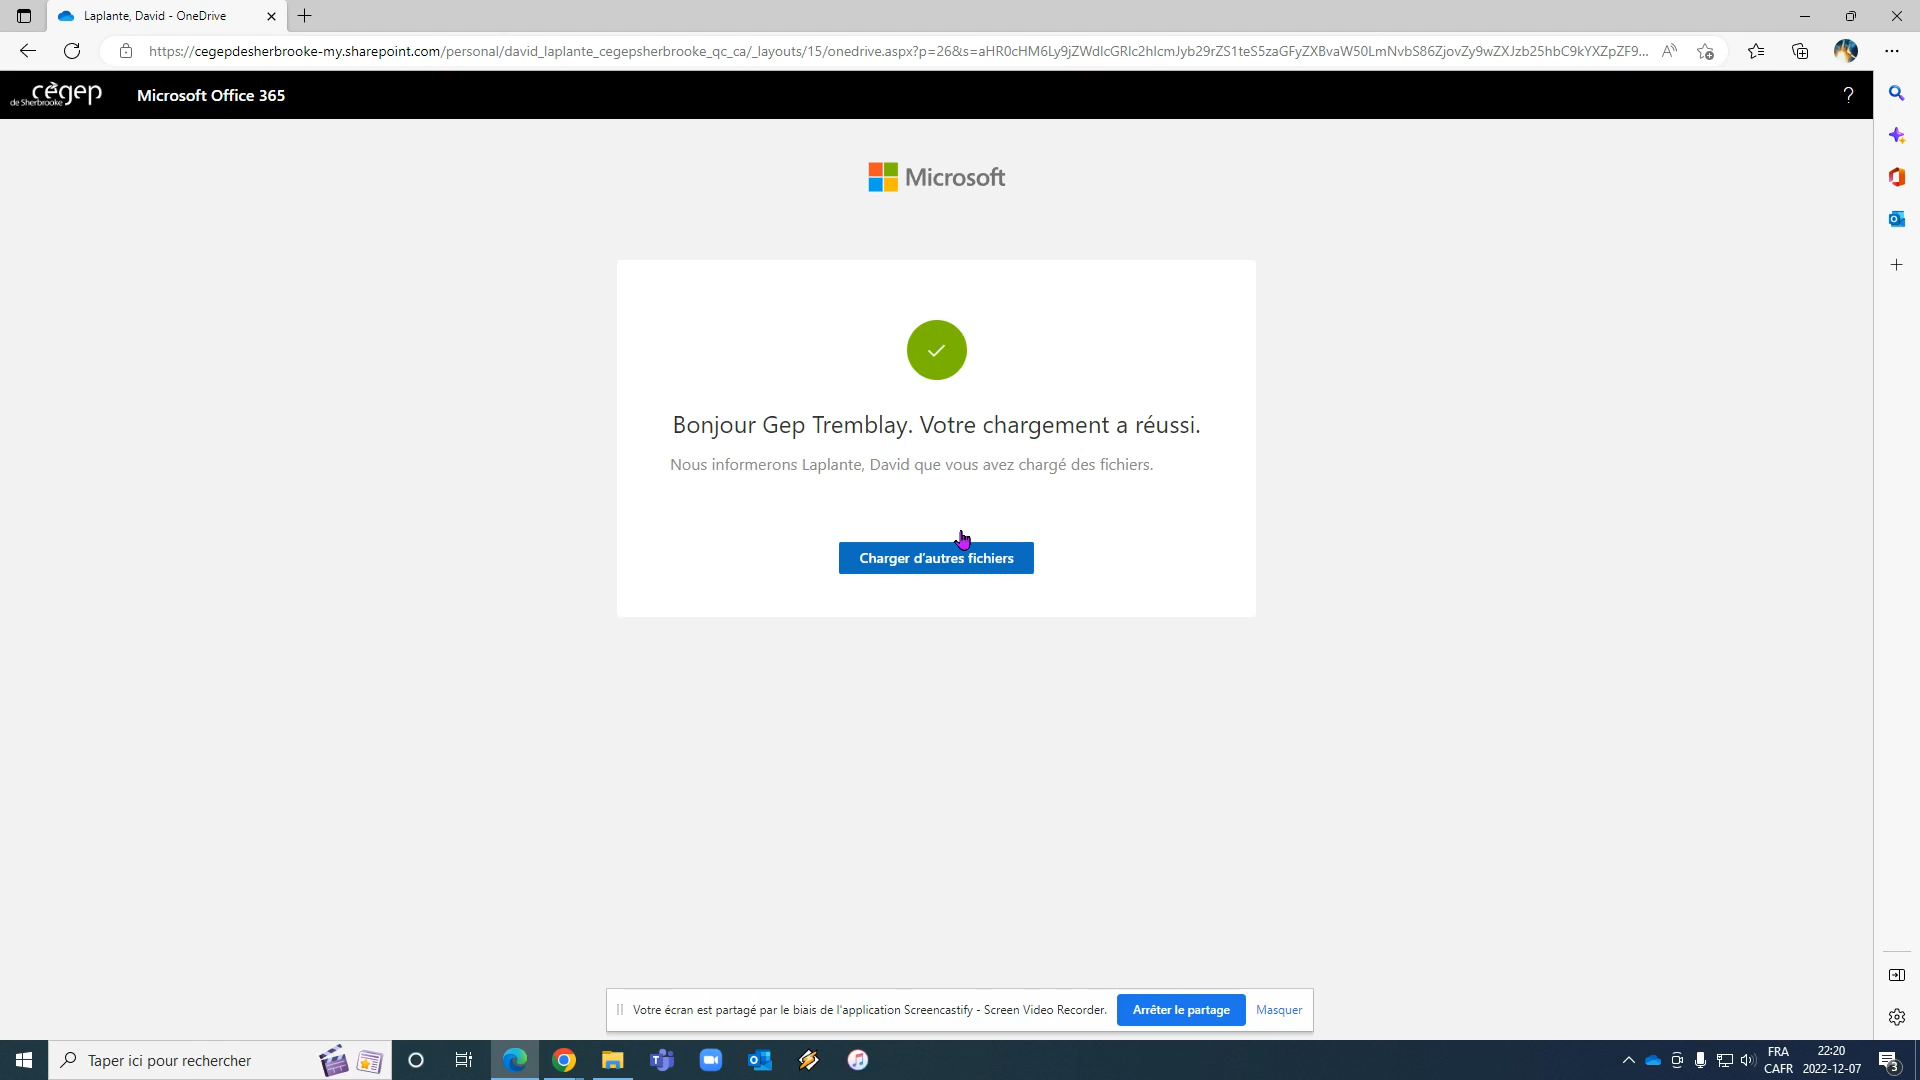 Laplante, David - OneDrive
https://cegepdesherbrooke-my.sharepoint.com/personal/david_laplante_cegepsherbrooke_qc_ca/_layouts/15/onedrive.aspx?p=26&s=aHR0cHM6Ly9jZWdlcGRlc2hlcmJyb29rZS1teS5zaGFyZXBvaW50LmNvbS86ZjovZy9wZXJzb25hbC9kYXZpZF9...
cégep
de Sherbrooke
Microsoft Office 365
?
Microsoft
Bonjour Gep Tremblay. Votre chargement a réussi.
Nous informerons Laplante, David que vous avez chargé des fichiers.
Charger d'autres fichiers
Votre écran est partagé par le biais de l'application Screencastify - Screen Video Recorder.
Arrêter le partage
Masquer
Taper ici pour rechercher
FRA
CAFR
22:20
2022-12-07
3